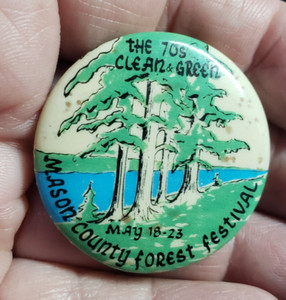 THE 70s
CLEAN & GREEN
MAY 18-23
MASON COUNTY FOREST FESTIVAL